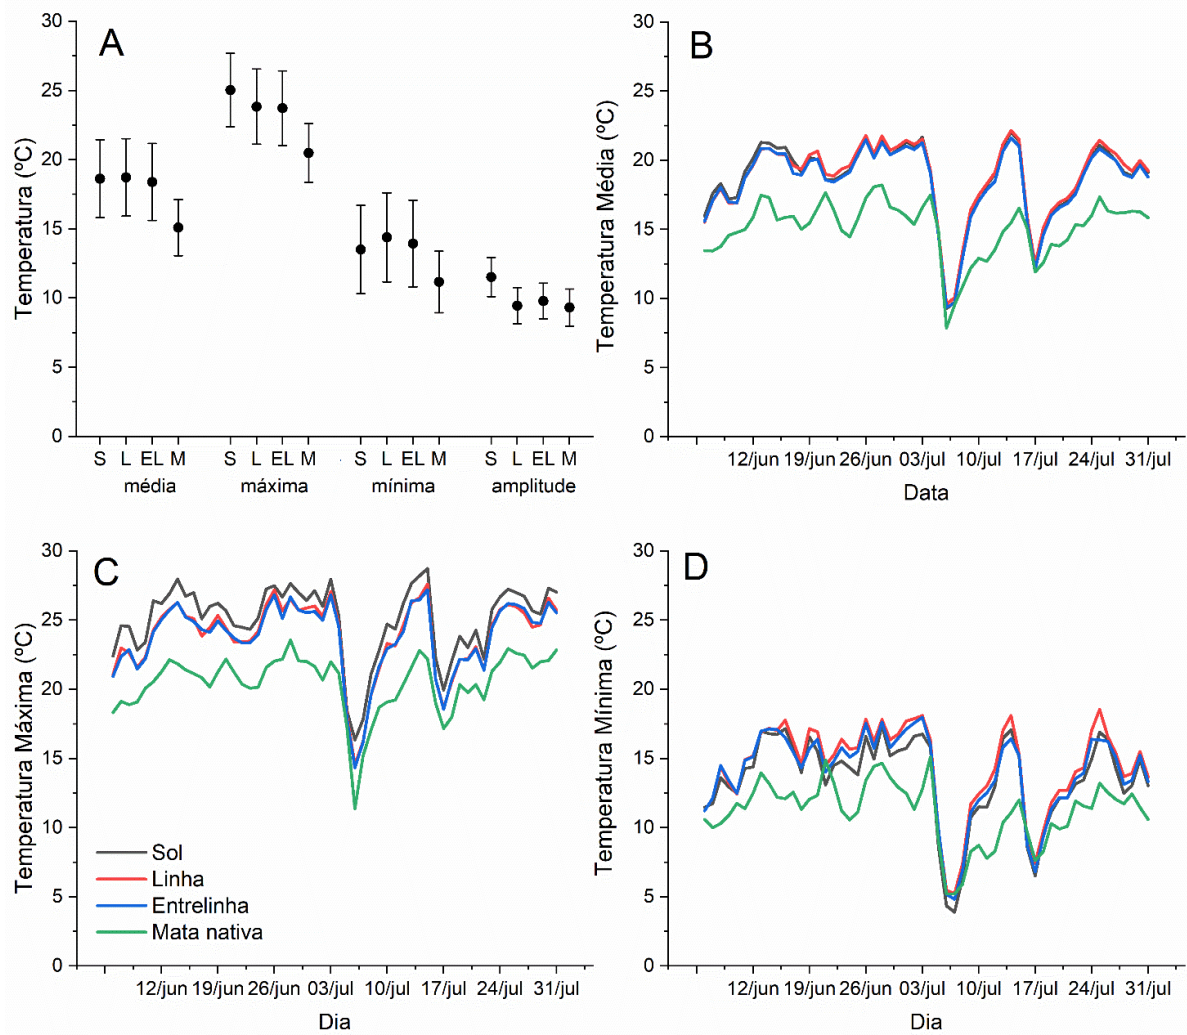 A
Temperatura (ºC)
30
25
20
15
10
5
0
S L EL M S L EL M S L EL M S L EL M
média máxima mínima amplitude
B
Temperatura Média (ºC)
30
25
20
15
10
5
0
12/jun 19/jun 26/jun 03/jul 10/jul 17/jul 24/jul 31/jul
Data
C
Temperatura Máxima (ºC)
30
25
20
15
10
5
0
Sol
Linha
Entrelinha
Mata nativa
12/jun 19/jun 26/jun 03/jul 10/jul 17/jul 24/jul 31/jul
Dia
D
Temperatura Mínima (ºC)
30
25
20
15
10
5
0
12/jun 19/jun 26/jun 03/jul 10/jul 17/jul 24/jul 31/jul
Dia